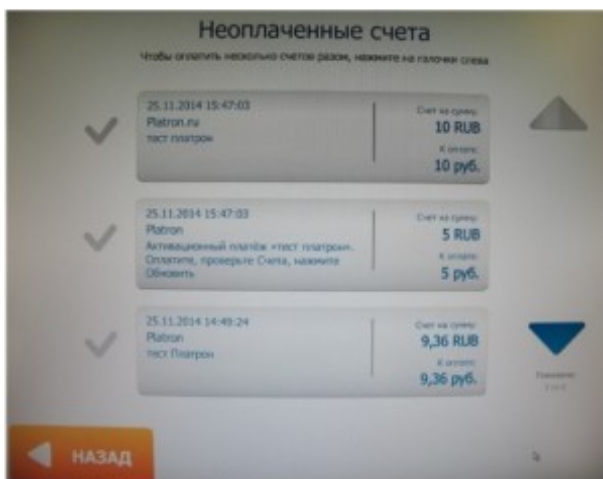 Неоплаченные счета
Чтобы оплатить несколько счетов разом, нажмите на галочки слева
25.11.2014 15:47:03
Platron.ru
тест платрон
Счет на сумму:
10 RUB
К оплате:
10 руб.
25.11.2014 15:47:03
Platron
Активационный платёж «тест платрон».
Оплатите, проверьте Счета, нажмите
Обновить
Счет на сумму:
5 RUB
К оплате:
5 руб.
25.11.2014 14:49:24
Platron
тест Платрон
Счет на сумму:
9,36 RUB
К оплате:
9,36 руб.
НАЗАД